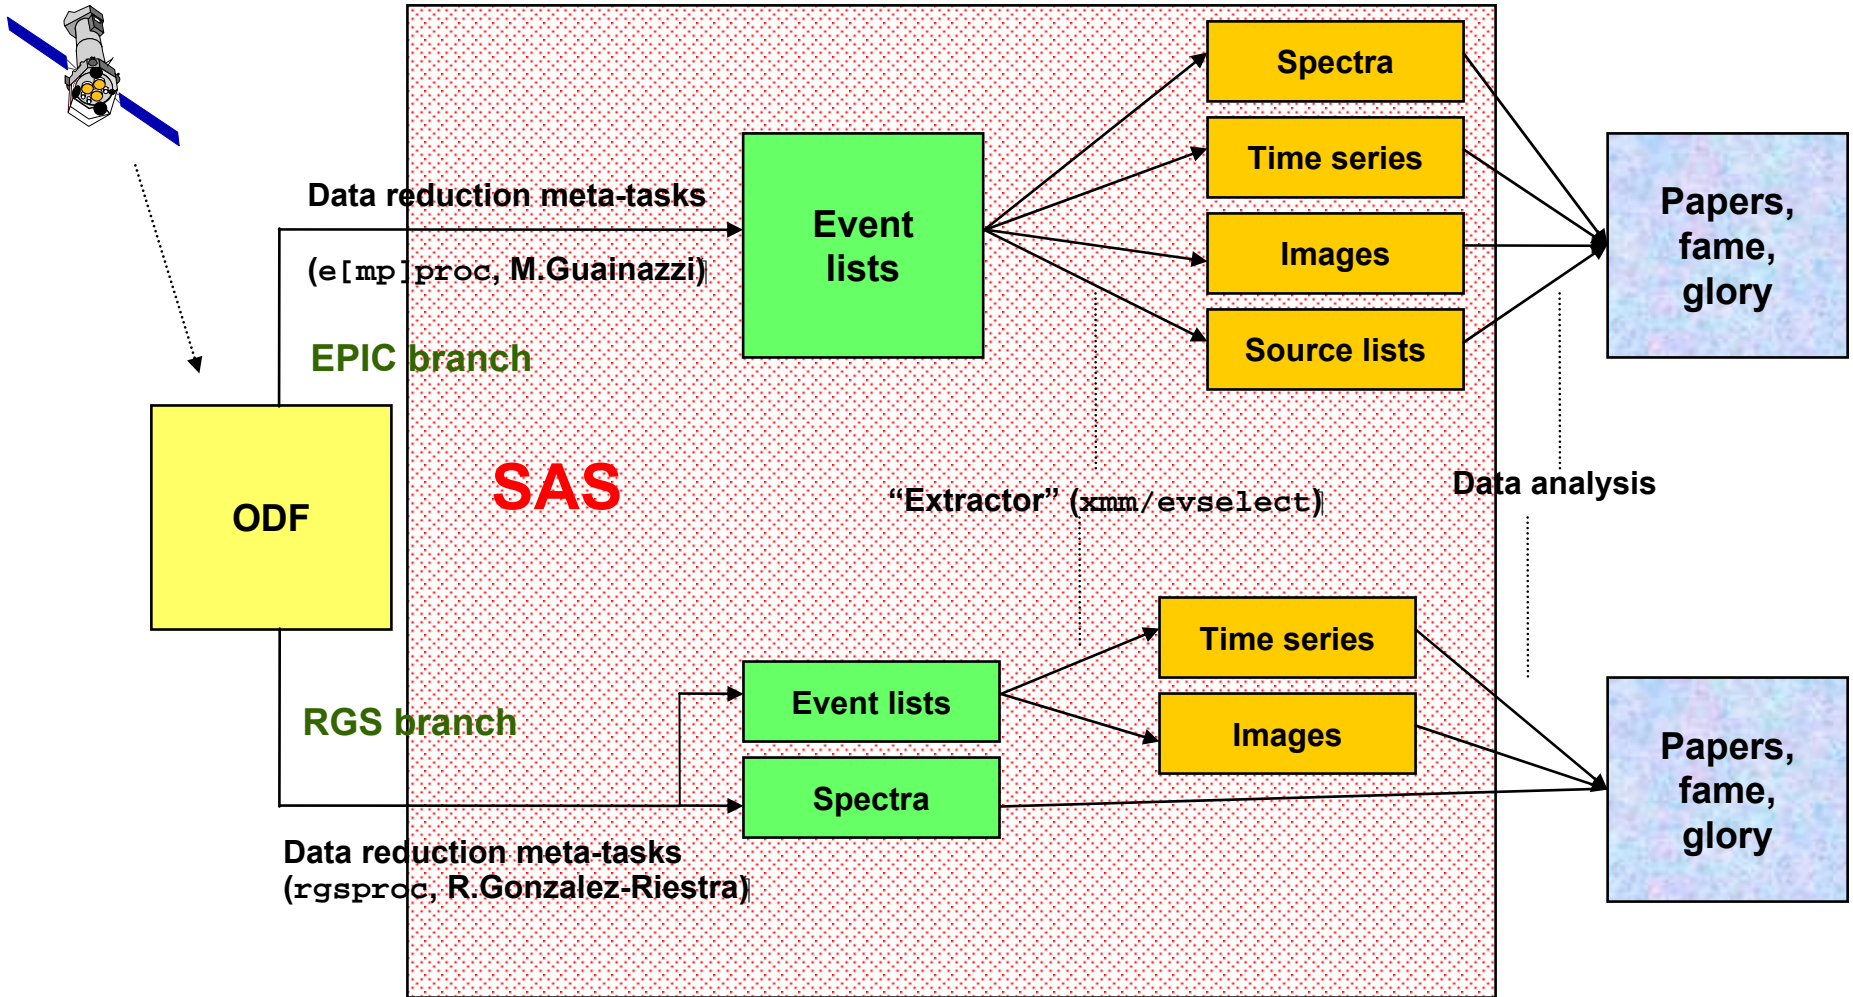 Spectra
Time series
Images
Source lists
Data reduction meta-tasks
(e[mp]proc, M.Guainazzi)
Event
lists
Papers,
fame,
glory
EPIC branch
ODF
SAS
“Extractor” (xmm/evselect)
Data analysis
RGS branch
Event lists
Spectra
Time series
Images
Papers,
fame,
glory
Data reduction meta-tasks
(rgsproc, R.Gonzalez-Riestra)